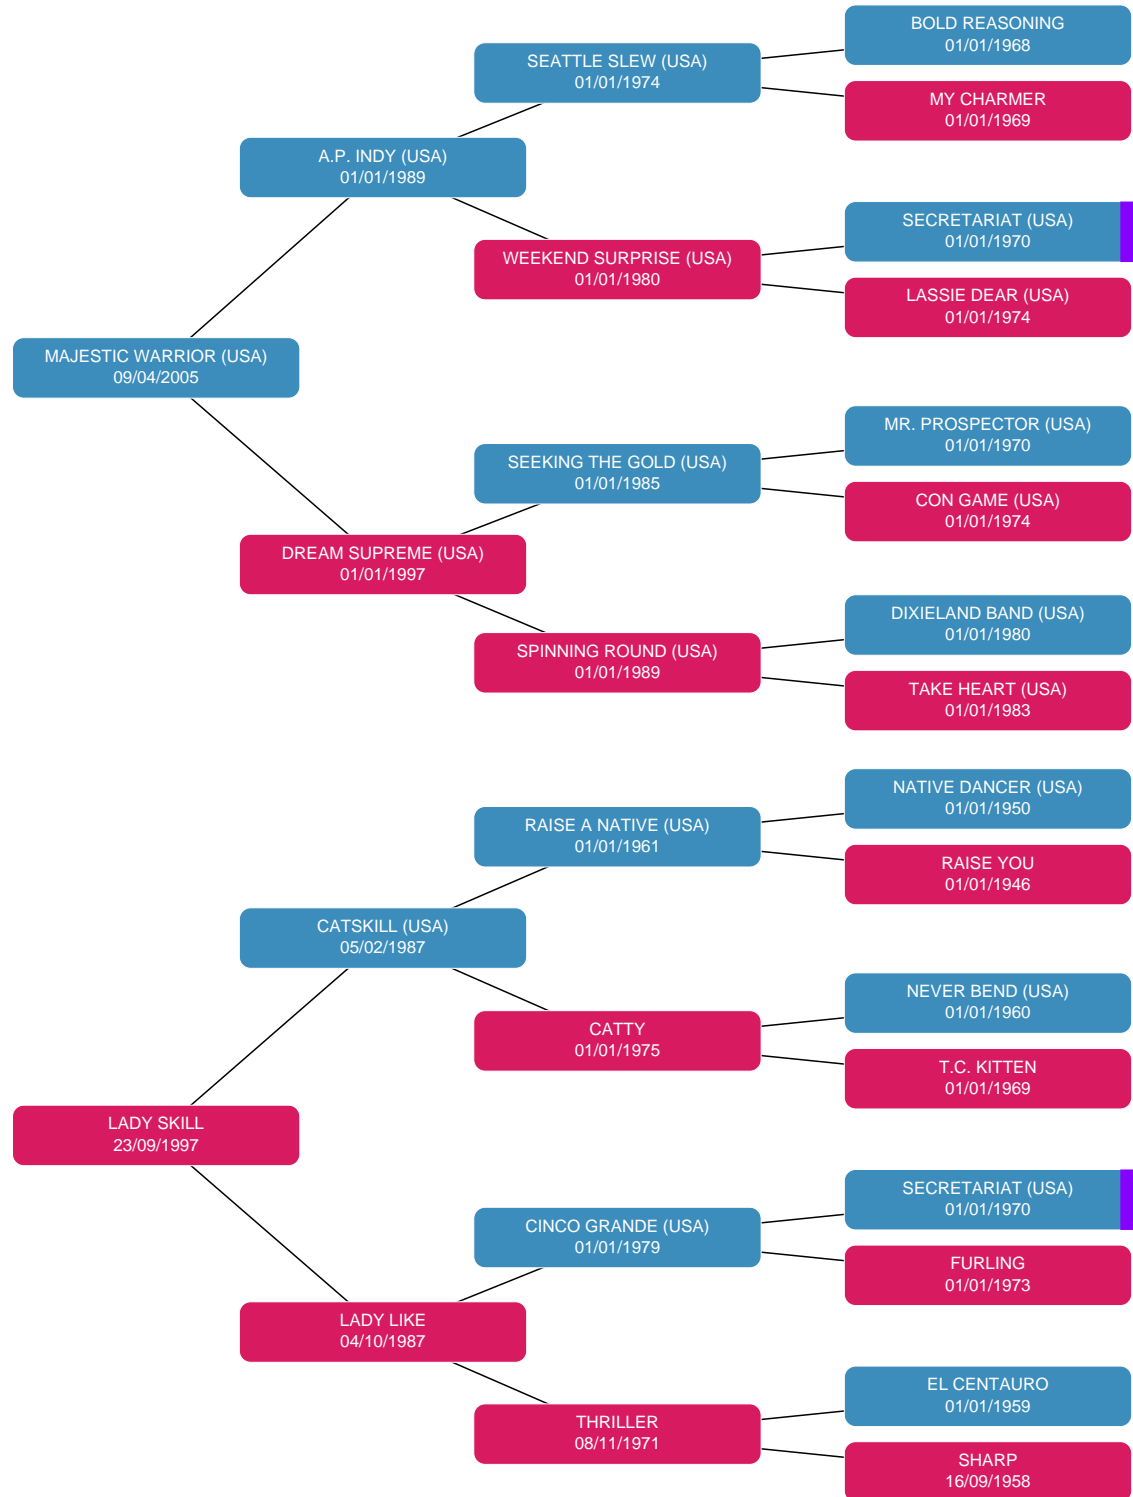 BOLD REASONING
01/01/1968
SEATTLE SLEW (USA)
01/01/1974
MY CHARMER
01/01/1969
A.P. INDY (USA)
01/01/1989
SECRETARIAT (USA)
01/01/1970
WEEKEND SURPRISE (USA)
01/01/1980
LASSIE DEAR (USA)
01/01/1974
MAJESTIC WARRIOR (USA)
09/04/2005
MR. PROSPECTOR (USA)
01/01/1970
SEEKING THE GOLD (USA)
01/01/1985
CON GAME (USA)
01/01/1974
DREAM SUPREME (USA)
01/01/1997
DIXIELAND BAND (USA)
01/01/1980
SPINNING ROUND (USA)
01/01/1989
TAKE HEART (USA)
01/01/1983
NATIVE DANCER (USA)
01/01/1950
RAISE A NATIVE (USA)
01/01/1961
RAISE YOU
01/01/1946
CATSKILL (USA)
05/02/1987
NEVER BEND (USA)
01/01/1960
CATTY
01/01/1975
T.C. KITTEN
01/01/1969
LADY SKILL
23/09/1997
SECRETARIAT (USA)
01/01/1970
CINCO GRANDE (USA)
01/01/1979
FURLING
01/01/1973
LADY LIKE
04/10/1987
EL CENTAURO
01/01/1959
THRILLER
08/11/1971
SHARP
16/09/1958